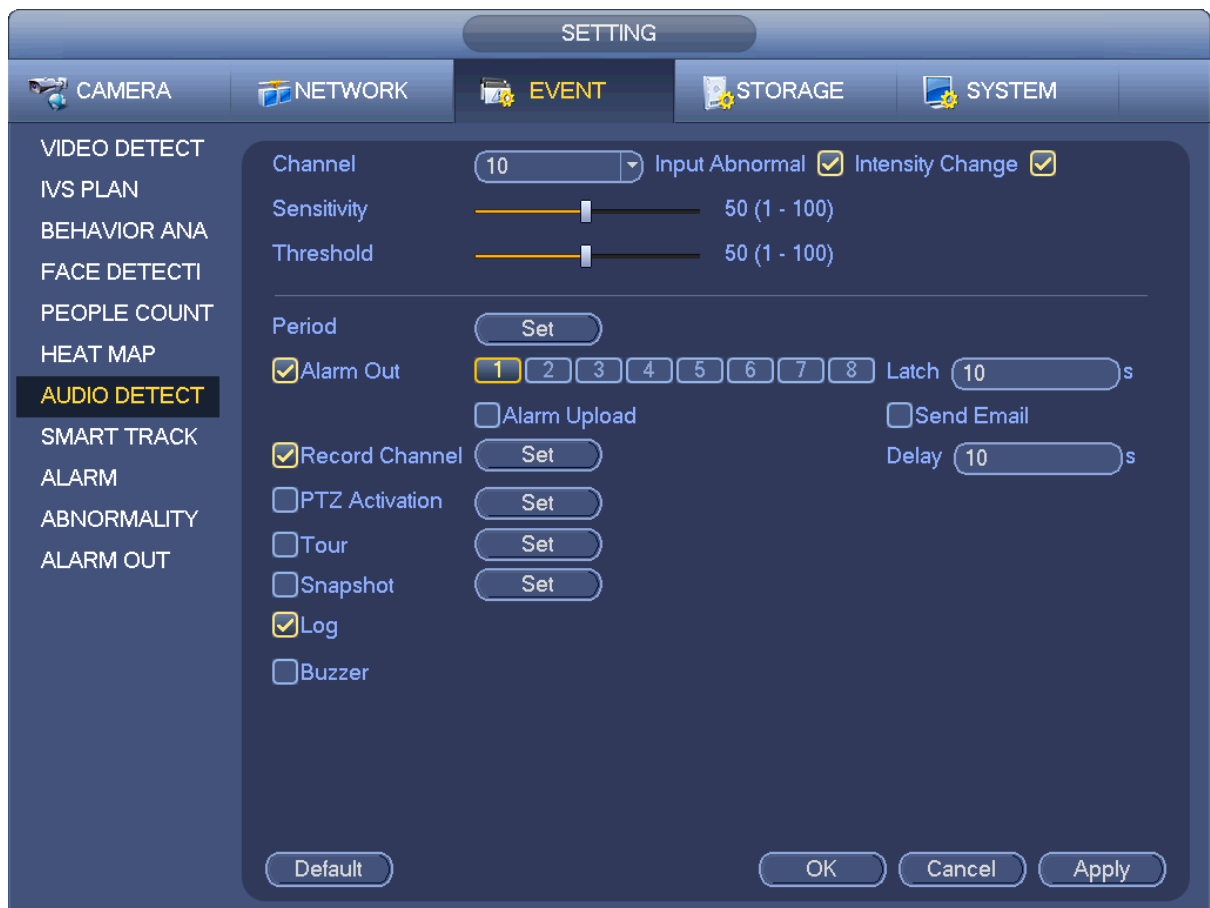 SETTING
CAMERA NETWORK EVENT STORAGE SYSTEM
VIDEO DETECT
IVS PLAN
BEHAVIOR ANA
FACE DETECTI
PEOPLE COUNT
HEAT MAP
AUDIO DETECT
SMART TRACK
ALARM
ABNORMALITY
ALARM OUT
Channel 10 Input Abnormal Intensity Change
Sensitivity 50 (1 - 100)
Threshold 50 (1 - 100)
Period Set
Alarm Out 1 2 3 4 5 6 7 8 Latch 10 s
Alarm Upload Send Email
Record Channel Set Delay 10 s
PTZ Activation Set
Tour Set
Snapshot Set
Log
Buzzer
Default OK Cancel Apply